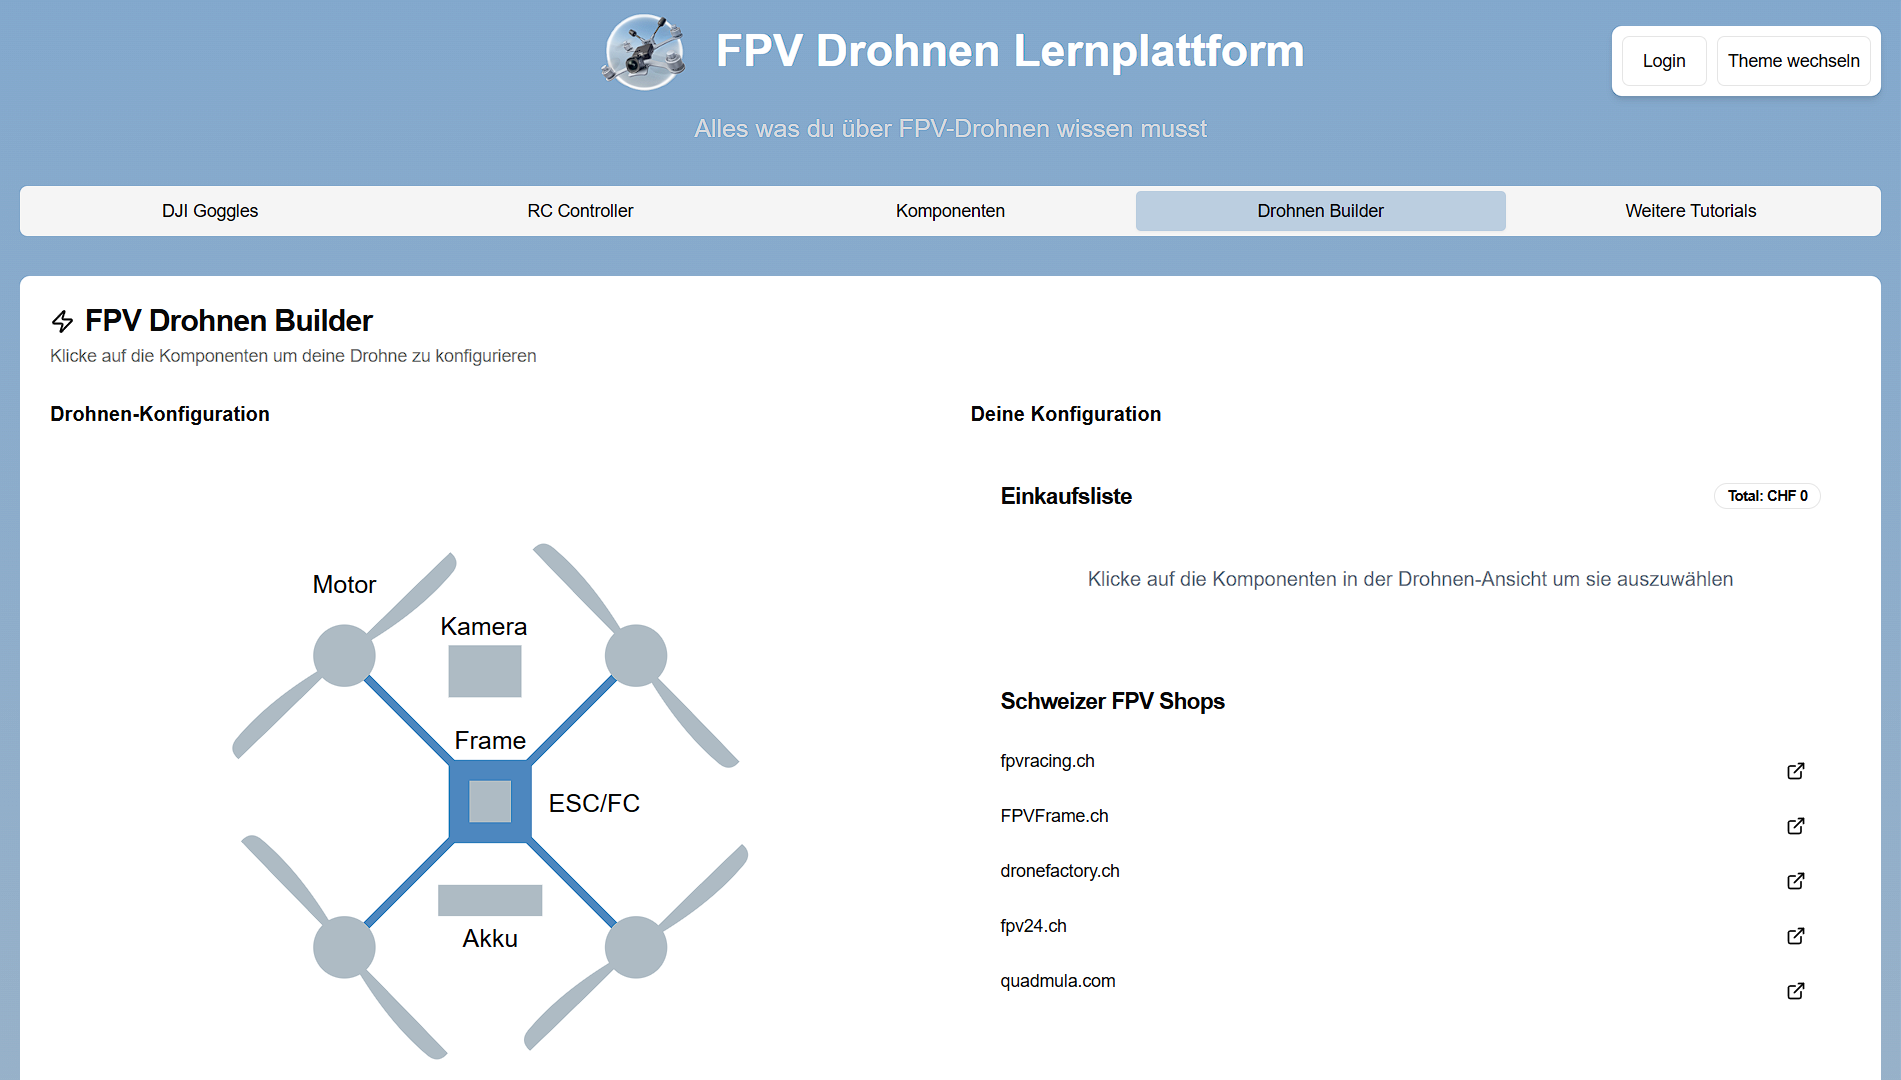 FPV Drohnen Lernplattform
Login
Theme wechseln
Alles was du über FPV-Drohnen wissen musst
DJI Goggles
RC Controller
Komponenten
Drohnen Builder
Weitere Tutorials
FPV Drohnen Builder
Klicke auf die Komponenten um deine Drohne zu konfigurieren
Drohnen-Konfiguration
Motor
Kamera
Frame
ESC/FC
Akku
Deine Konfiguration
Einkaufsliste
Total: CHF 0
Klicke auf die Komponenten in der Drohnen-Ansicht um sie auszuwählen
Schweizer FPV Shops
fpvracing.ch
FPVFrame.ch
dronefactory.ch
fpv24.ch
quadmula.com